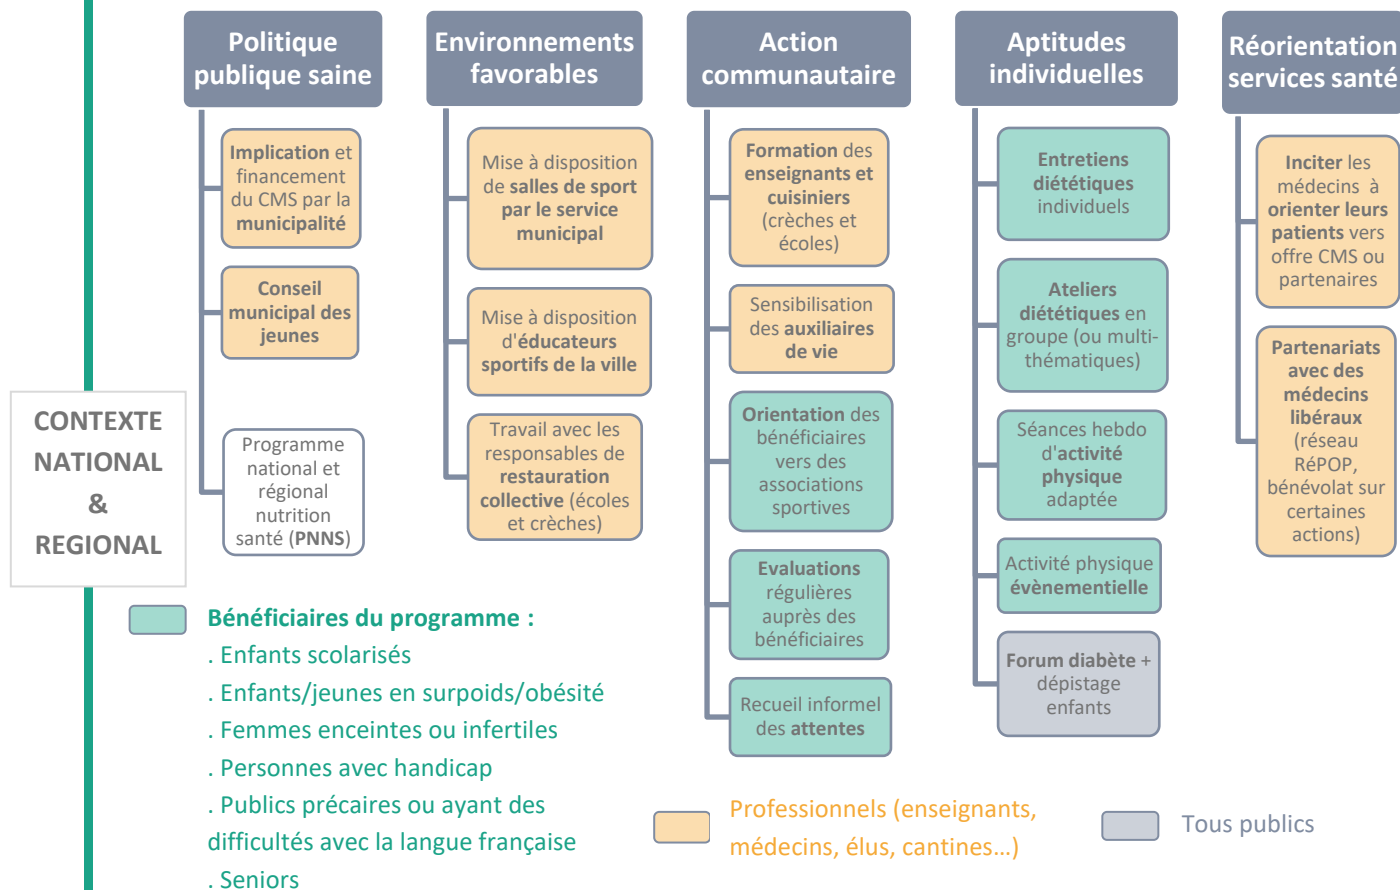 Politique
publique saine
Implication et
financement
du CMS par la
municipalité
Conseil
municipal des
jeunes
Programme
national et
régional
nutrition
santé (PNNS)
Environnements
favorables
Mise à disposition
de salles de sport
par le service
municipal
Mise à disposition
d'éducateurs
sportifs de la ville
Travail avec les
responsables de
restauration
collective (écoles
et crèches)
Action
communautaire
Formation des
enseignants et
cuisiniers
(crèches et
écoles)
Sensibilisation
des auxiliaires
de vie
Orientation des
bénéficiaires
vers des
associations
sportives
Evaluations
régulières
auprès des
bénéficiaires
Recueil informel
des attentes
Aptitudes
individuelles
Entretiens
diététiques
individuels
Ateliers
diététiques en
groupe (ou multi-
thématiques)
Séances hebdo
d'activité
physique
adaptée
Activité physique
évènementielle
Forum diabète +
dépistage
enfants
Réorientation
services santé
Inciter les
médecins à
orienter leurs
patients vers
offre CMS ou
partenaires
Partenariats
avec des
médecins
libéraux
(réseau
RéPOP,
bénévolat sur
certaines
actions)
CONTEXTE
NATIONAL
&
REGIONAL
Bénéficiaires du programme :
. Enfants scolarisés
. Enfants/jeunes en surpoids/obésité
. Femmes enceintes ou infertiles
. Personnes avec handicap
. Publics précaires ou ayant des
difficultés avec la langue française
. Seniors
Professionnels (enseignants,
médecins, élus, cantines…)
Tous publics